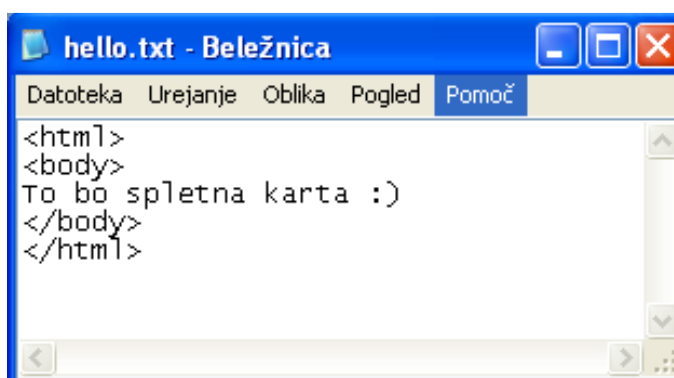 hello.txt - Beležnica
Datoteka Urejanje Oblika Pogled Pomoč
<html>
<body>
To bo spletna karta :)
</body>
</html>